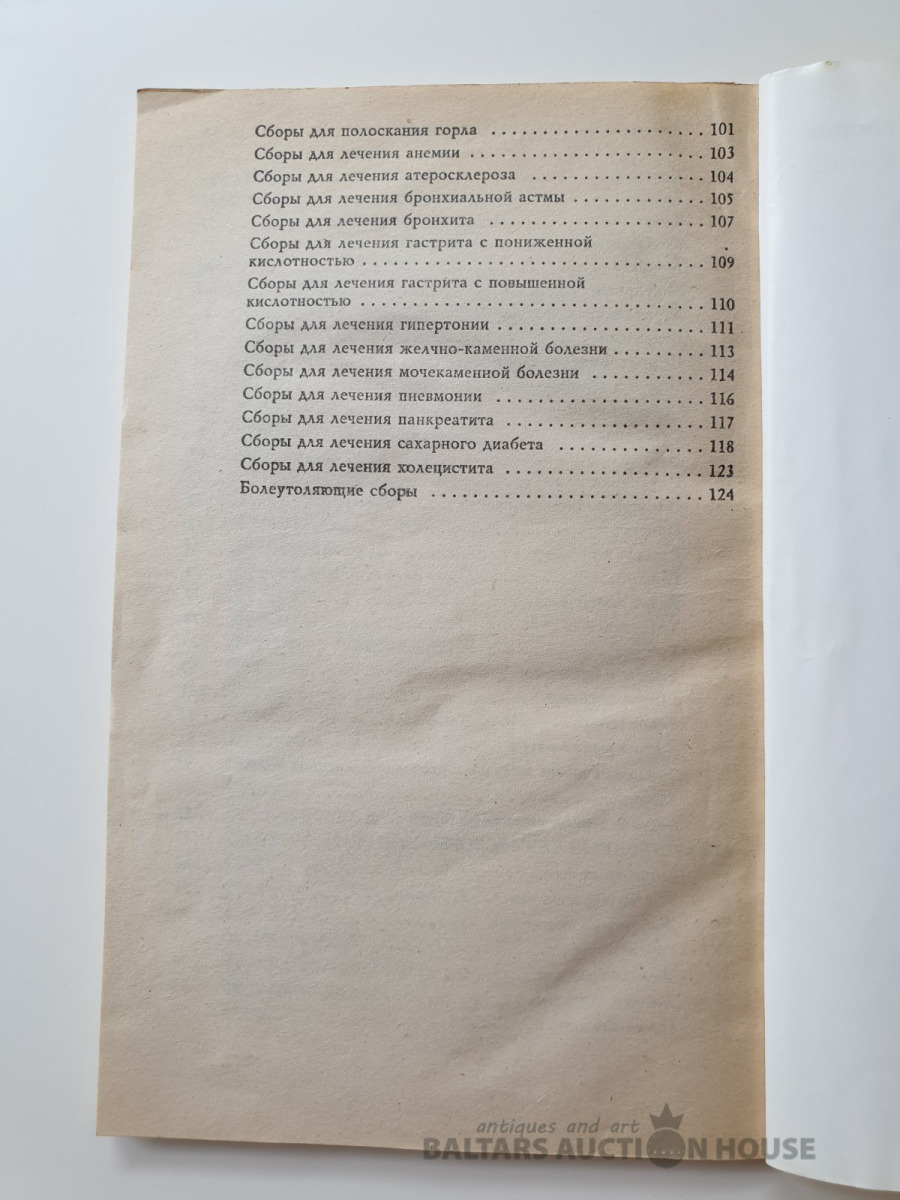 Сборы для полоскания горла ..................... 101
Сборы для лечения анемии ....................... 103
Сборы для лечения атеросклероза ................. 104
Сборы для лечения бронхиальной астмы ............. 105
Сборы для лечения бронхита ..................... 107
Сборы для лечения гастрита с пониженной
кислотностью ................................. 109
Сборы для лечения гастрита с повышенной
кислотностью ................................. 110
Сборы для лечения гипертонии .................... 111
Сборы для лечения желчно-каменной болезни ......... 113
Сборы для лечения мочекаменной болезни ........... 114
Сборы для лечения пневмонии .................... 116
Сборы для лечения панкреатита ................... 117
Сборы для лечения сахарного диабета .............. 118
Сборы для лечения холецистита ................... 123
Болеутоляющие сборы .......................... 124
antiques and art
BALTARS AUCTION HOUSE